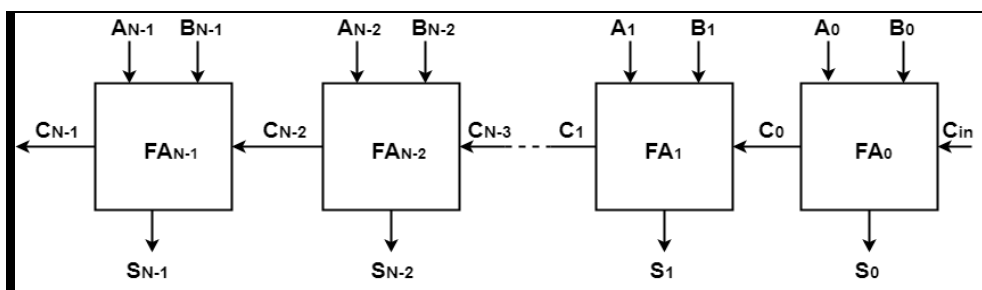 AN-1 BN-1 AN-2 BN-2 A1 B1 A0 B0
CN-1 CN-2 CN-3 C1 C0 Cin
FAN-1 FAN-2 FA1 FA0
SN-1 SN-2 S1 S0